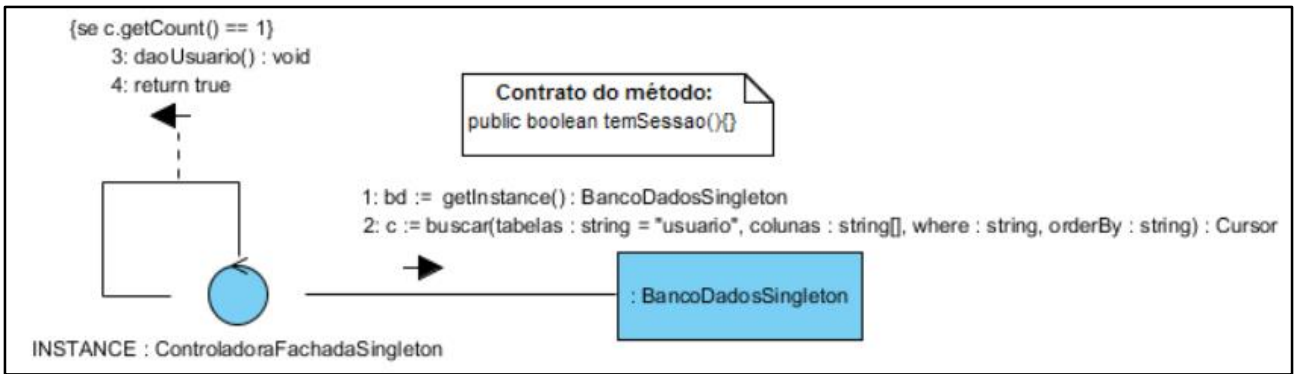 {se c.getCount() == 1}
3: daoUsuario() : void
4: return true
Contrato do método:
public boolean temSessao(){}
1: bd := getInstance() : BancoDadosSingleton
2: c := buscar(tabelas : string = "usuario", colunas : string[], where : string, orderBy : string) : Cursor
: BancoDadosSingleton
INSTANCE : ControladoraFachadaSingleton